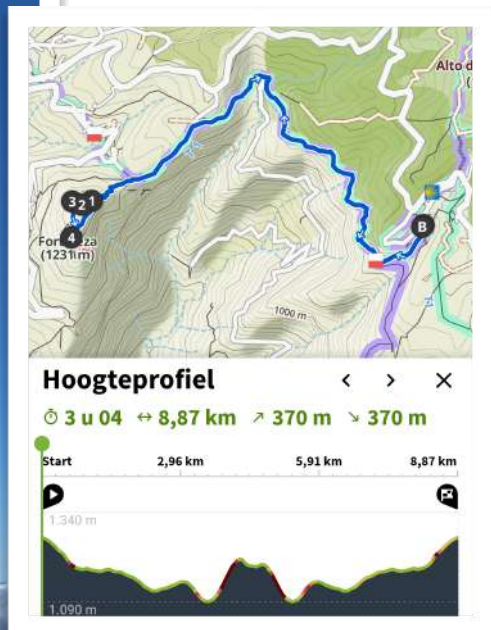 Alto d
(
B
3 2 1
4
(1231 m)
1000 m
Hoogteprofiel
3 u 04 8,87 km 370 m 370 m
Start 2,96 km 5,91 km 8,87 km
1.340 m
1.090 m